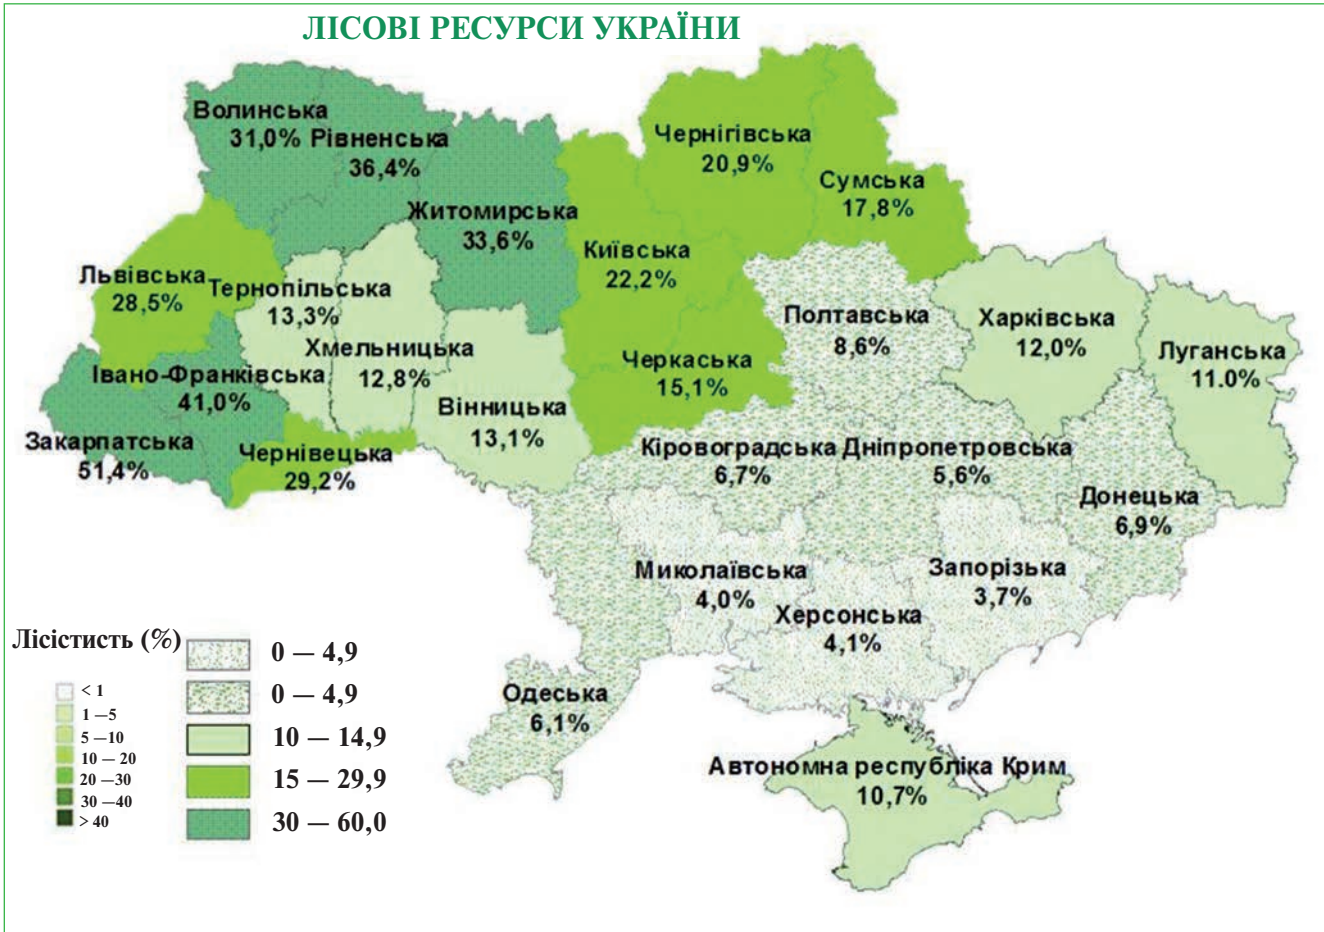 ЛІСОВІ РЕСУРСИ УКРАЇНИ
Волинська
31,0%
Рівненська
36,4%
Житомирська
33,6%
Чернігівська
20,9%
Сумська
17,8%
Київська
22,2%
Львівська
28,5%
Тернопільська
13,3%
Хмельницька
12,8%
Івано-Франківська
41,0%
Закарпатська
51,4%
Чернівецька
29,2%
Вінницька
13,1%
Черкаська
15,1%
Полтавська
8,6%
Харківська
12,0%
Луганська
11.0%
Кіровоградська
6,7%
Дніпропетровська
5,6%
Донецька
6,9%
Миколаївська
4,0%
Херсонська
4,1%
Запорізька
3,7%
Одеська
6,1%
Автономна республіка Крим
10,7%
Лісістисть (%)
< 1
1 —5
5 —10
10 — 20
20 —30
30 —40
> 40
0 — 4,9
0 — 4,9
10 — 14,9
15 — 29,9
30 — 60,0